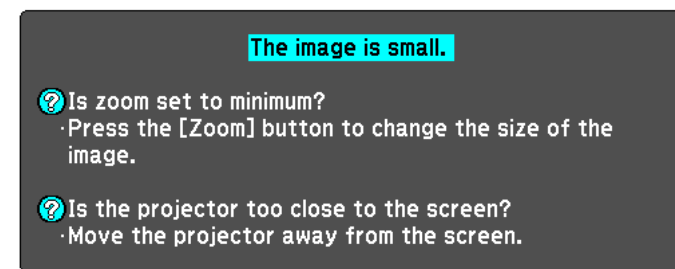 The image is small.
? Is zoom set to minimum?
·Press the [Zoom] button to change the size of the
image.
? Is the projector too close to the screen?
·Move the projector away from the screen.